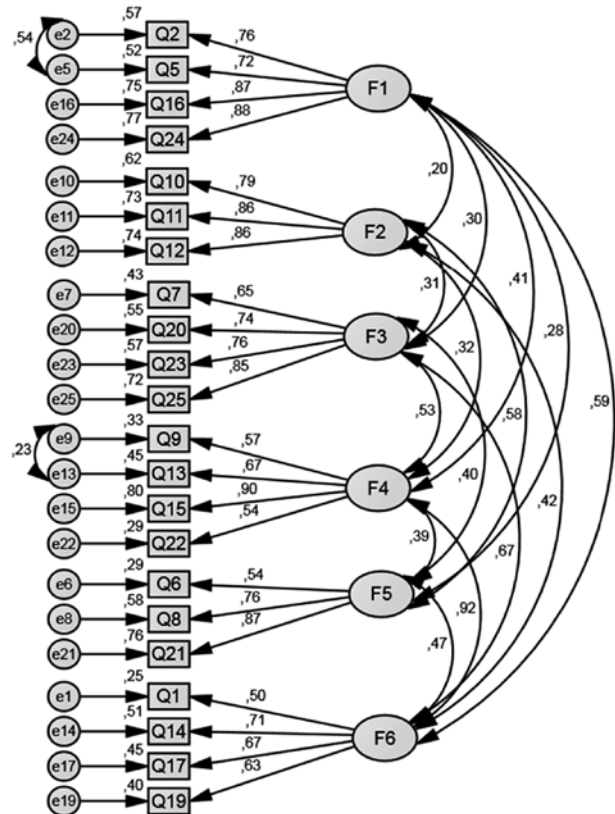 ,57
,54 e2 Q2 ,76
,52
e5 Q5 ,72
,75
e16 Q16 ,87 F1
,77
e24 Q24 ,88
,62
e10 Q10 ,79 ,20
,73
e11 Q11 ,86 ,30
,74
e12 Q12 ,86 F2
,43
e7 Q7 ,65 ,31 ,41
,55
e20 Q20 ,74 F3 ,32 ,28
,57
e23 Q23 ,76
,72
e25 Q25 ,85 ,59
,33
e9 Q9 ,57 ,53 ,58
,23 ,45
e13 Q13 ,67 ,40
,80
e15 Q15 ,90 F4
,29
e22 Q22 ,54 ,42
,29
e6 Q6 ,54 ,39 ,67
,58
e8 Q8 ,76 F5
,76
e21 Q21 ,87 ,92
,47
,25
e1 Q1 ,50
,51
e14 Q14 ,71
,45
e17 Q17 ,67 F6
,40
e19 Q19 ,63